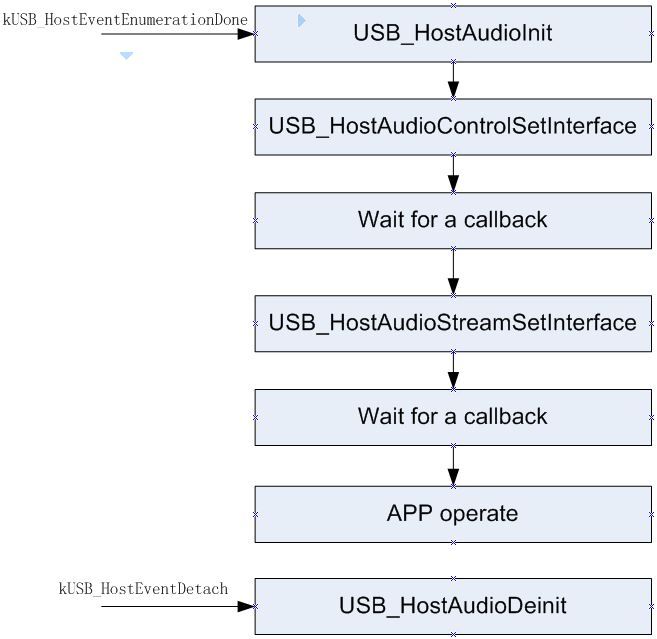 kUSB_HostEventEnumerationDone
USB_HostAudioInit
USB_HostAudioControlSetInterface
Wait for a callback
USB_HostAudioStreamSetInterface
Wait for a callback
APP operate
kUSB_HostEventDetach
USB_HostAudioDeinit